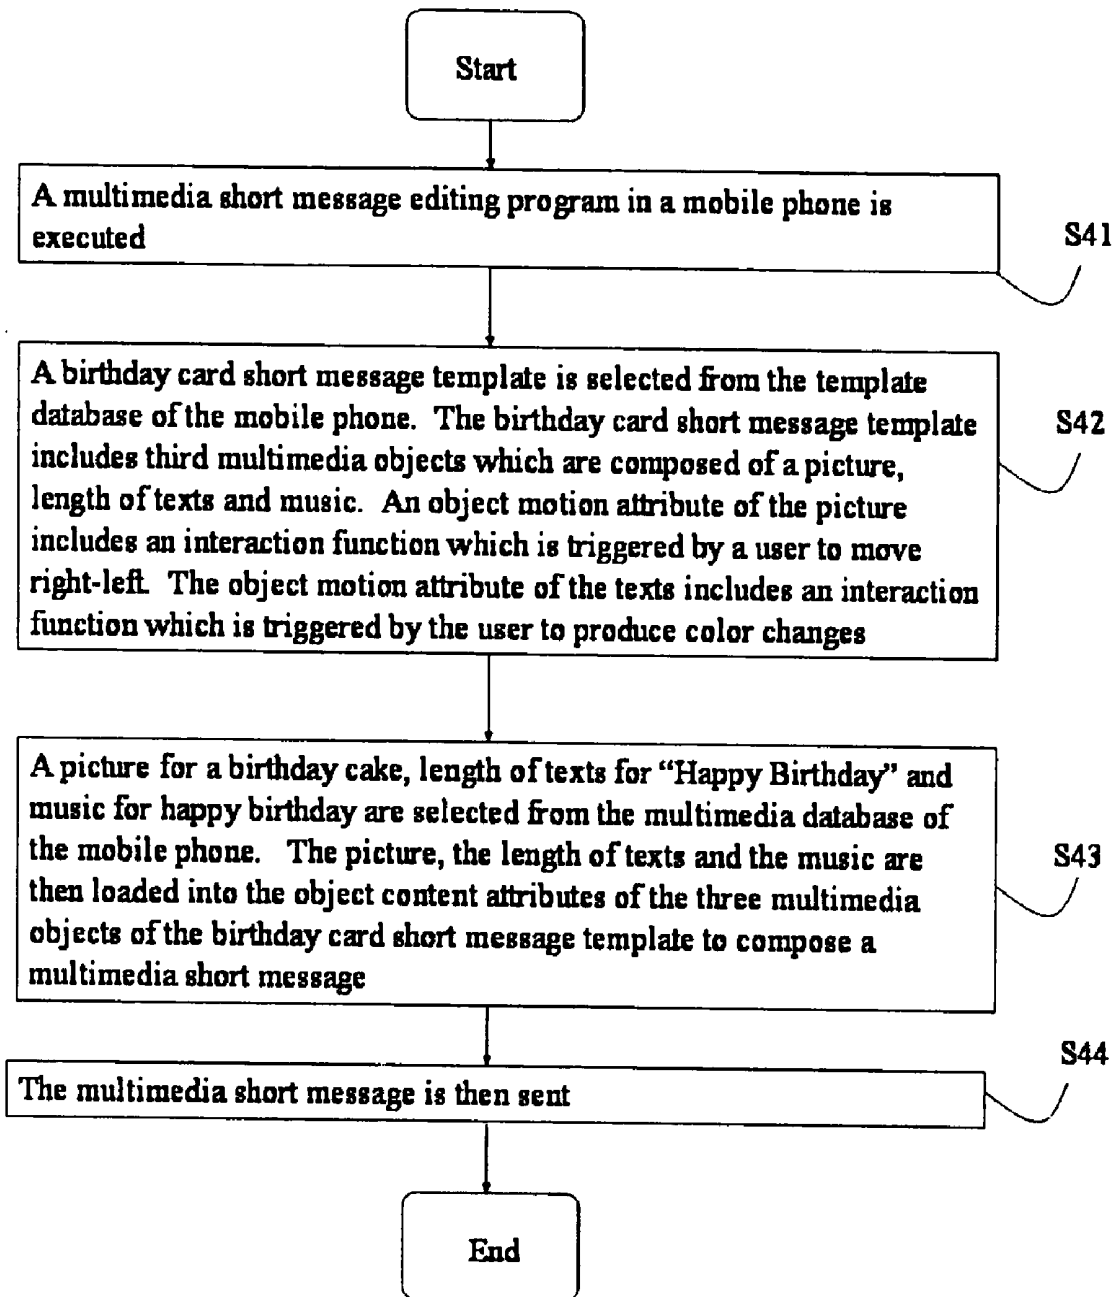 Start
A multimedia short message editing program in a mobile phone is
executed
S41
A birthday card short message template is selected from the template
database of the mobile phone. The birthday card short message template
includes third multimedia objects which are composed of a picture,
length of texts and music. An object motion attribute of the picture
includes an interaction function which is triggered by a user to move
right-left. The object motion attribute of the texts includes an interaction
function which is triggered by the user to produce color changes
S42
A picture for a birthday cake, length of texts for “Happy Birthday” and
music for happy birthday are selected from the multimedia database of
the mobile phone. The picture, the length of texts and the music are
then loaded into the object content attributes of the three multimedia
objects of the birthday card short message template to compose a
multimedia short message
S43
The multimedia short message is then sent
S44
End